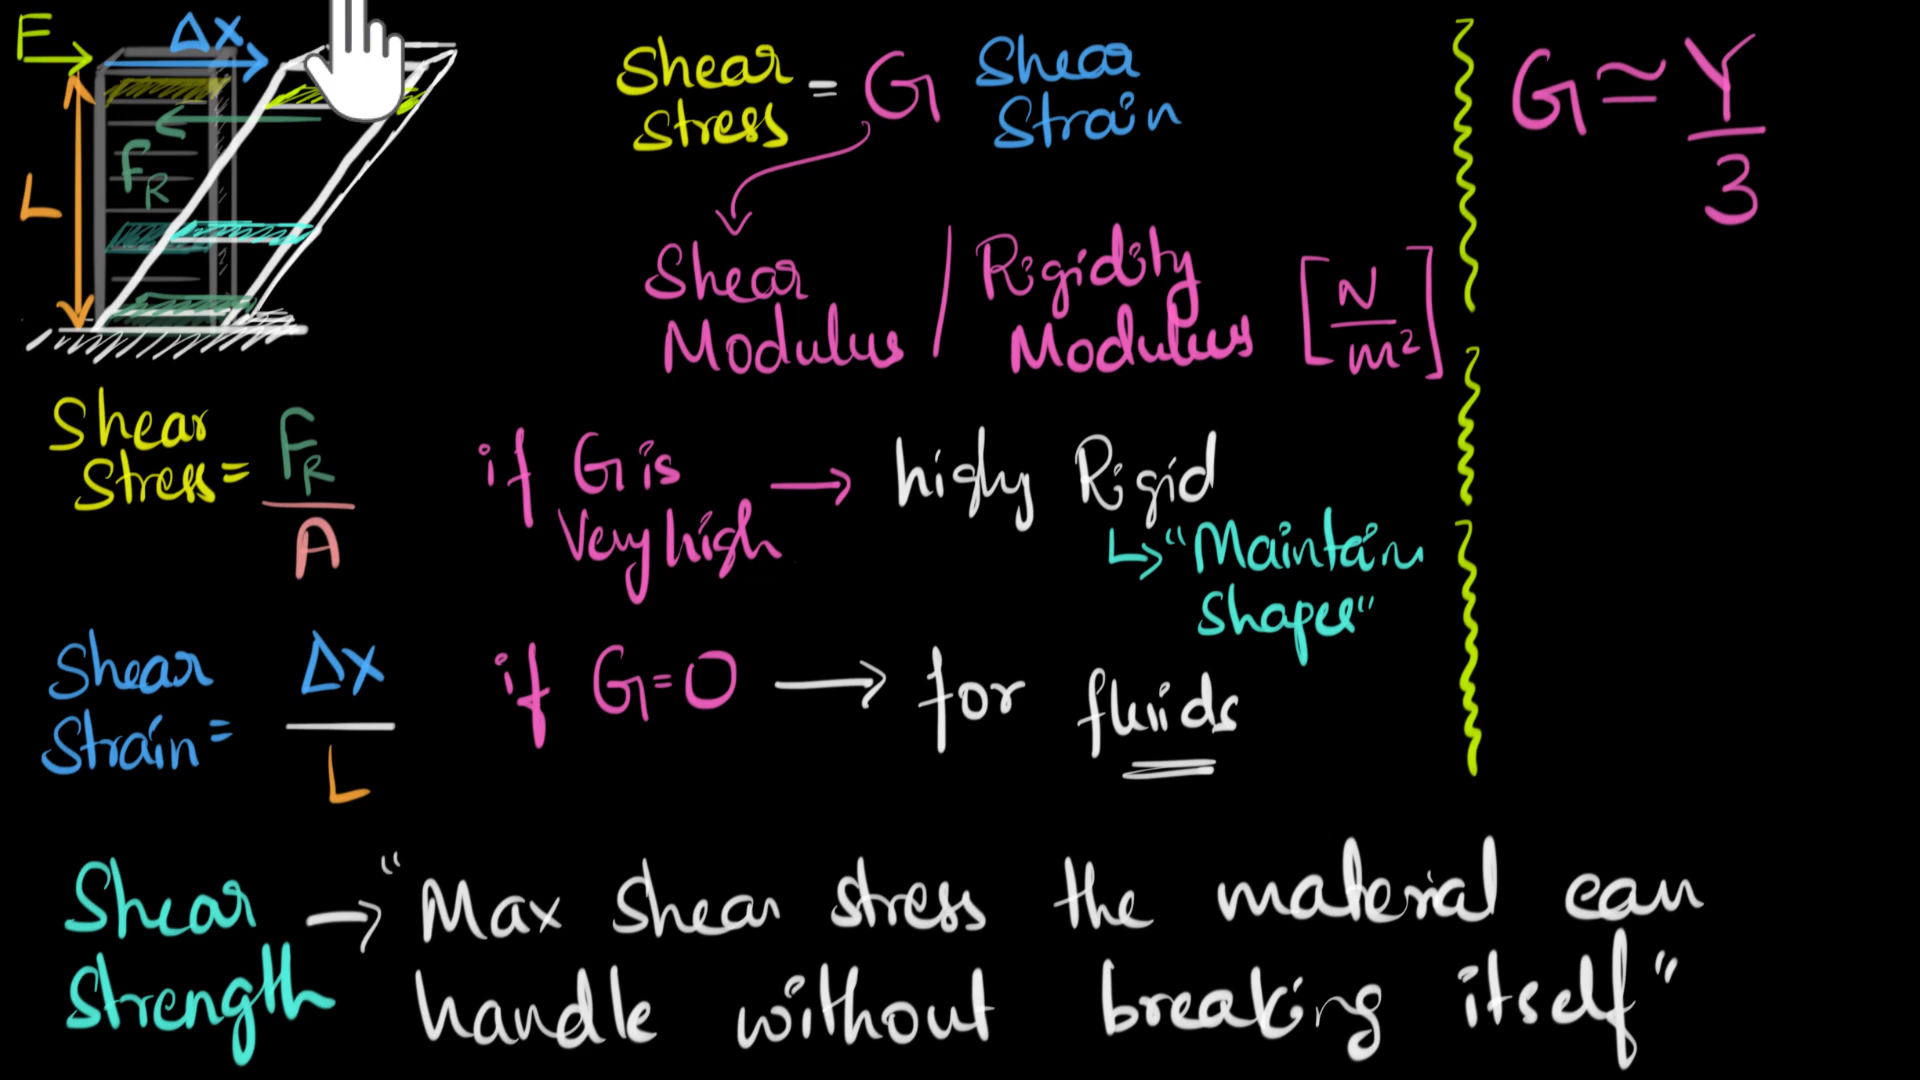 F Δx
L F_R
Shear Stress = G Shear Strain
Shear Modulus / Rigidity Modulus [N/m²]
G ≃ Y/3
Shear Stress = F_R/A
if G is Very high → highy Rigid
↳ "Maintain Shapee"
Shear Strain = Δx/L
if G = 0 → for fluids
Shear Strength → "Max Shear stress the material can
handle without breaking itself"